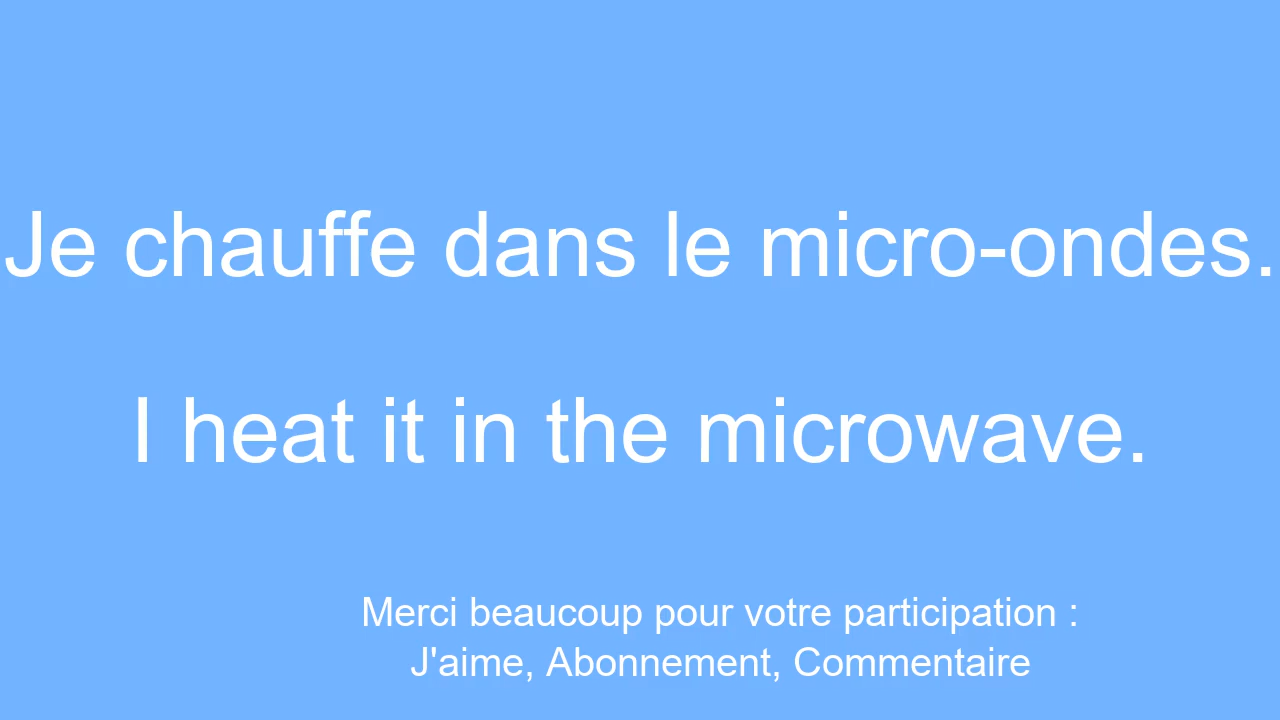 Je chauffe dans le micro-ondes.
I heat it in the microwave.
Merci beaucoup pour votre participation :
J'aime, Abonnement, Commentaire